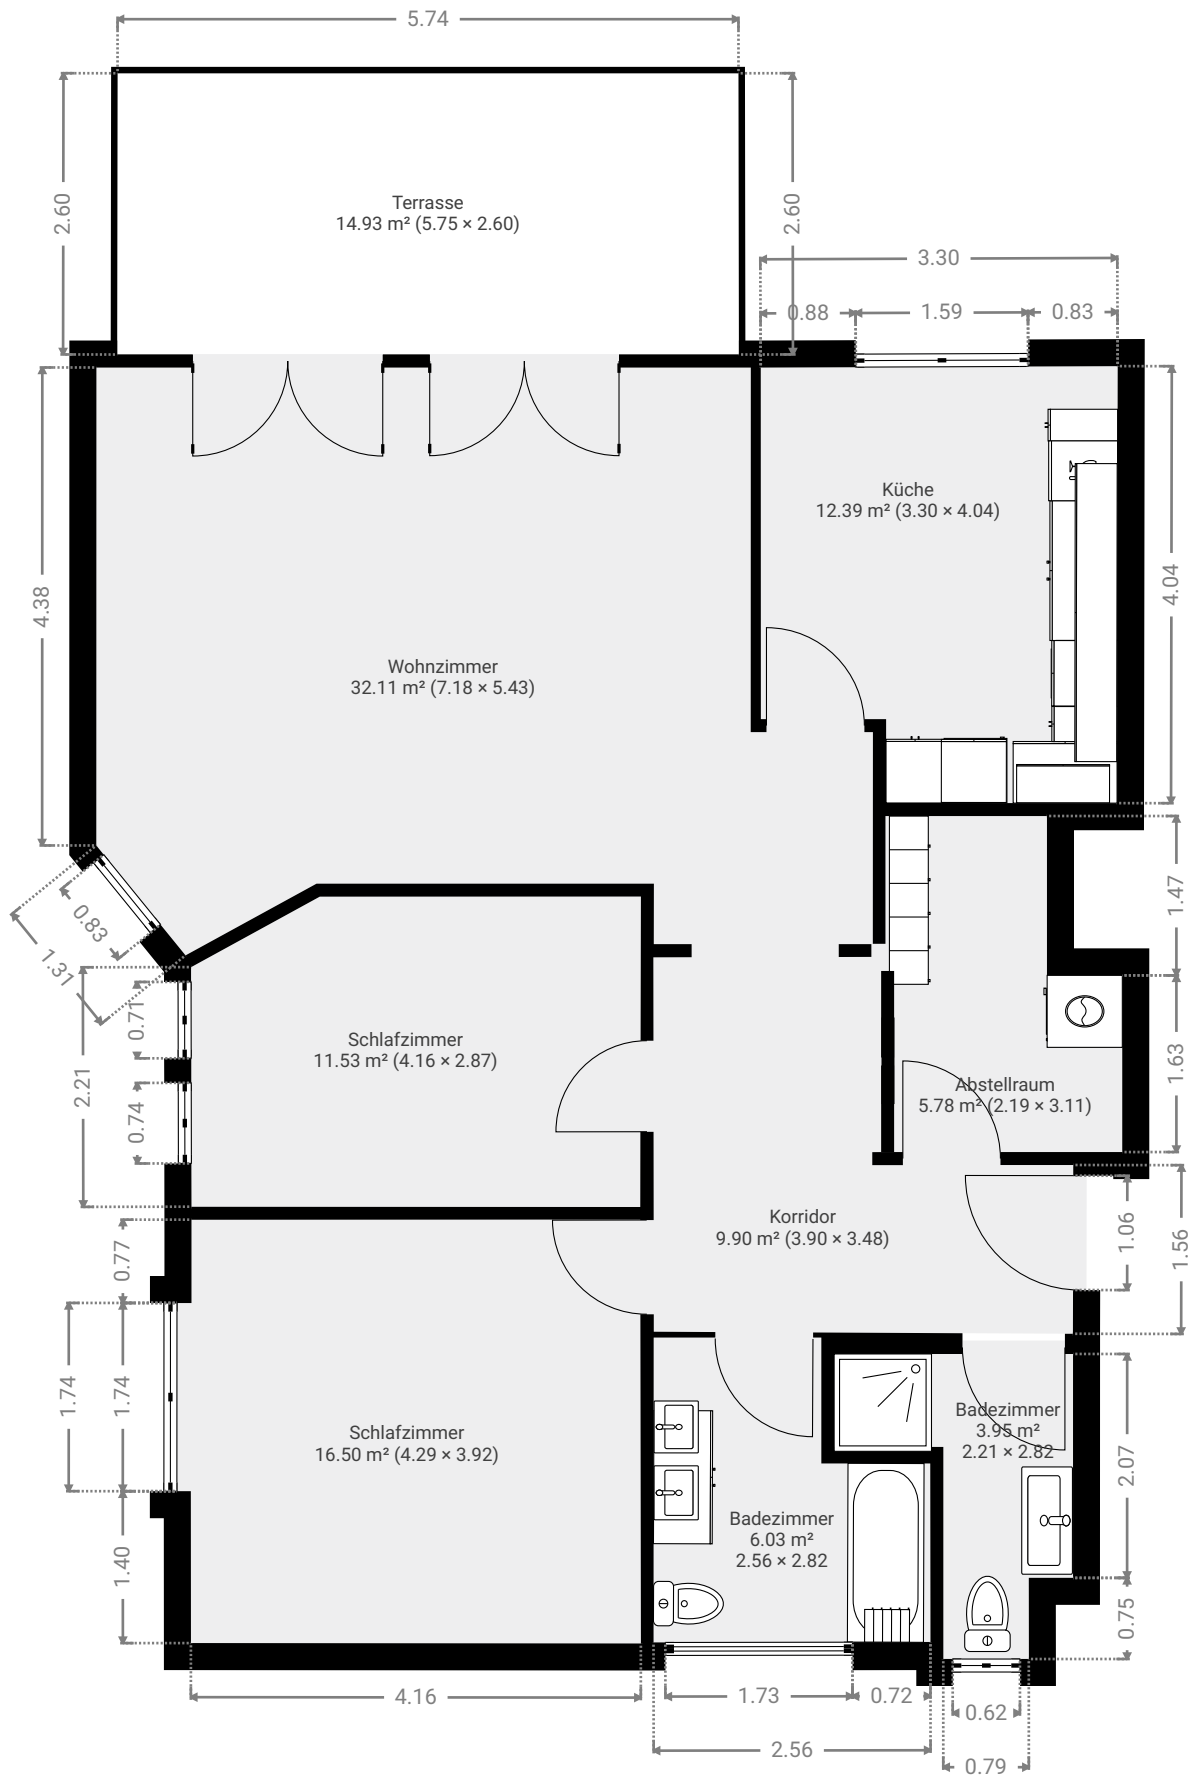 5.74
2.60
2.60
Terrasse
14.93 m² (5.75 × 2.60)
3.30
0.88
1.59
0.83
Küche
12.39 m² (3.30 × 4.04)
4.38
4.04
Wohnzimmer
32.11 m² (7.18 × 5.43)
0.83
1.31
1.47
0.71
2.21
0.74
Schlafzimmer
11.53 m² (4.16 × 2.87)
1.63
Abstellraum
5.78 m² (2.19 × 3.11)
Korridor
9.90 m² (3.90 × 3.48)
1.06
1.56
0.77
1.74
1.74
Schlafzimmer
16.50 m² (4.29 × 3.92)
Badezimmer
3.95 m²
2.21 × 2.82
2.07
Badezimmer
6.03 m²
2.56 × 2.82
1.40
0.75
4.16
1.73
0.72
0.62
2.56
0.79